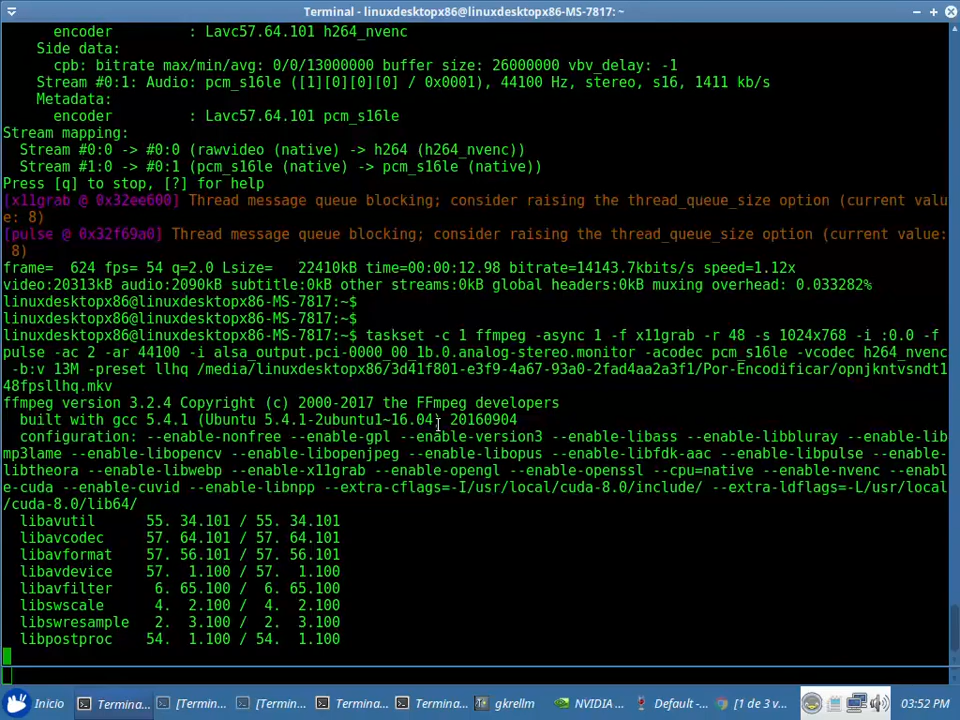 Terminal - linuxdesktopx86@linuxdesktopx86-MS-7817: ~
encoder : Lavc57.64.101 h264_nvenc
Side data:
cpb: bitrate max/min/avg: 0/0/13000000 buffer size: 26000000 vbv_delay: -1
Stream #0:1: Audio: pcm_s16le ([1][0][0][0] / 0x0001), 44100 Hz, stereo, s16, 1411 kb/s
Metadata:
encoder : Lavc57.64.101 pcm_s16le
Stream mapping:
Stream #0:0 -> #0:0 (rawvideo (native) -> h264 (h264_nvenc))
Stream #1:0 -> #0:1 (pcm_s16le (native) -> pcm_s16le (native))
Press [q] to stop, [?] for help
[x11grab @ 0x32ee600] Thread message queue blocking; consider raising the thread_queue_size option (current valu
e: 8)
[pulse @ 0x32f69a0] Thread message queue blocking; consider raising the thread_queue_size option (current value:
8)
frame= 624 fps= 54 q=2.0 Lsize= 22410kB time=00:00:12.98 bitrate=14143.7kbits/s speed=1.12x
video:20313kB audio:2090kB subtitle:0kB other streams:0kB global headers:0kB muxing overhead: 0.033282%
linuxdesktopx86@linuxdesktopx86-MS-7817:~$
linuxdesktopx86@linuxdesktopx86-MS-7817:~$
linuxdesktopx86@linuxdesktopx86-MS-7817:~$ taskset -c 1 ffmpeg -async 1 -f x11grab -r 48 -s 1024x768 -i :0.0 -f
pulse -ac 2 -ar 44100 -i alsa_output.pci-0000_00_1b.0.analog-stereo.monitor -acodec pcm_s16le -vcodec h264_nvenc
-b:v 13M -preset llhq /media/linuxdesktopx86/3d41f801-e3f9-4a67-93a0-2fad4aa2a3f1/Por-Encodificar/opnjkntvsndt1
48fpsllhq.mkv
ffmpeg version 3.2.4 Copyright (c) 2000-2017 the FFmpeg developers
built with gcc 5.4.1 (Ubuntu 5.4.1-2ubuntu1~16.04) 20160904
configuration: --enable-nonfree --enable-gpl --enable-version3 --enable-libass --enable-libbluray --enable-lib
mp3lame --enable-libopencv --enable-libopenjpeg --enable-libopus --enable-libfdk-aac --enable-libpulse --enable-
libtheora --enable-libwebp --enable-x11grab --enable-opengl --enable-openssl --cpu=native --enable-nvenc --enabl
e-cuda --enable-cuvid --enable-libnpp --extra-cflags=-I/usr/local/cuda-8.0/include/ --extra-ldflags=-L/usr/local
/cuda-8.0/lib64/
libavutil 55. 34.101 / 55. 34.101
libavcodec 57. 64.101 / 57. 64.101
libavformat 57. 56.101 / 57. 56.101
libavdevice 57. 1.100 / 57. 1.100
libavfilter 6. 65.100 / 6. 65.100
libswscale 4. 2.100 / 4. 2.100
libswresample 2. 3.100 / 2. 3.100
libpostproc 54. 1.100 / 54. 1.100
Inicio Termina... [Termin... [Termin... Termina... Termina... gkrellm NVIDIA ... Default -... [1 de 3 v... 03:52 PM